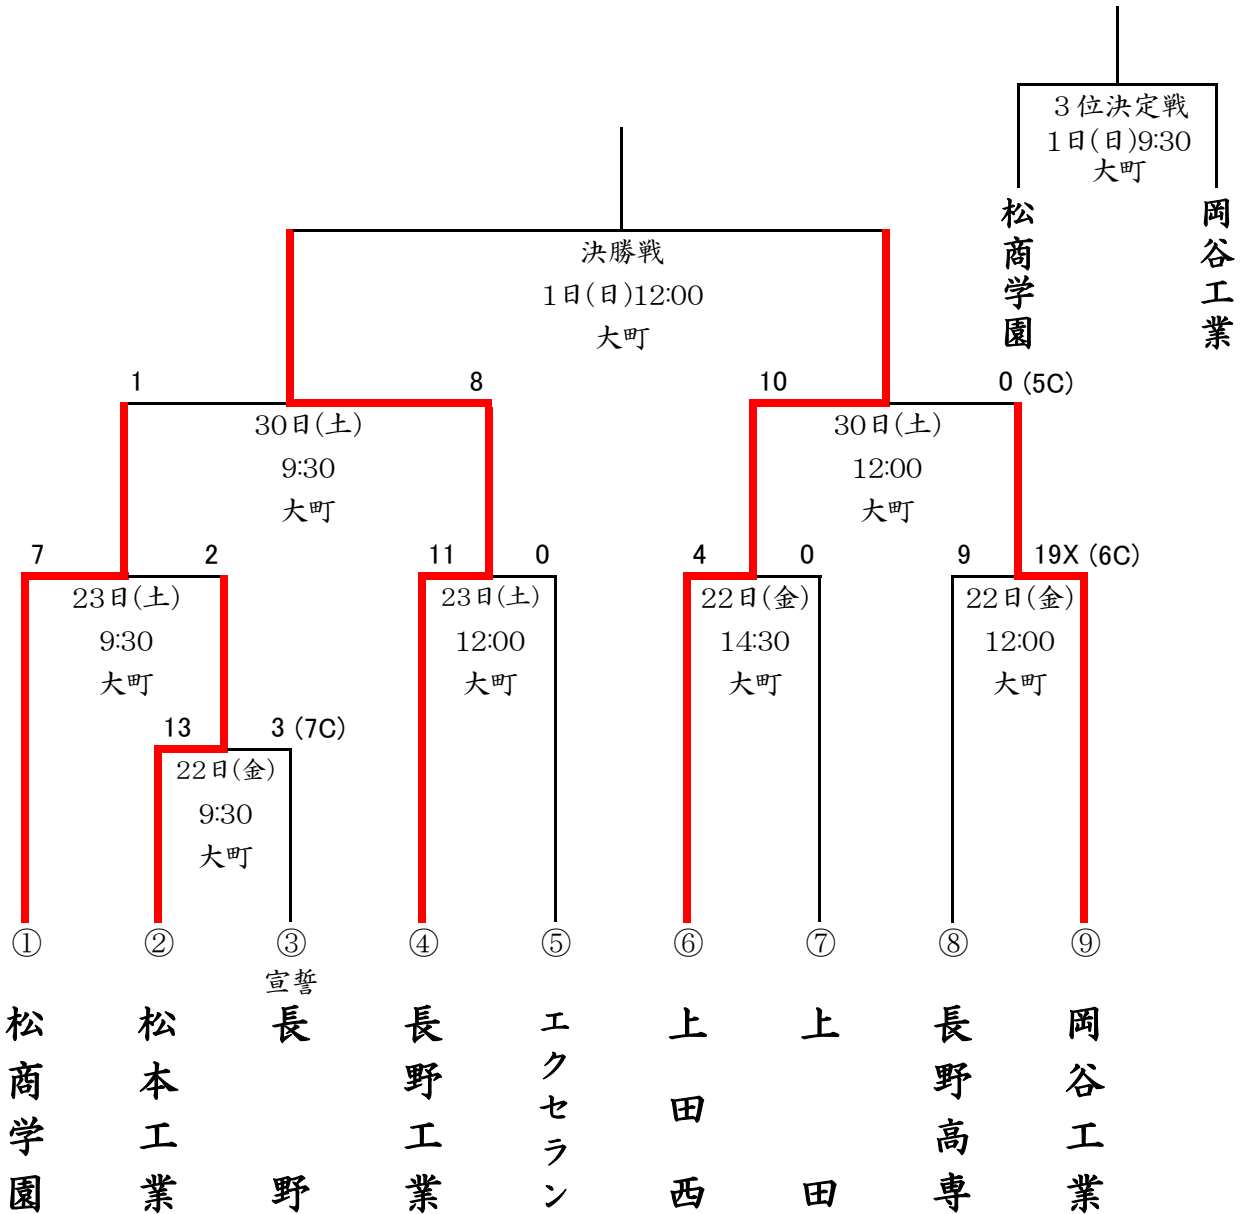 3位決定戦
1日(日)9:30
大町
松商学園
岡谷工業
決勝戦
1日(日)12:00
大町
1
8
10
0 (5C)
30日(土)
9:30
大町
30日(土)
12:00
大町
7
2
11
0
4
0
9
19X (6C)
23日(土)
9:30
大町
23日(土)
12:00
大町
22日(金)
14:30
大町
22日(金)
12:00
大町
13
3 (7C)
22日(金)
9:30
大町
①
②
③
④
⑤
⑥
⑦
⑧
⑨
宣誓
松商学園
松本工業
長野
長野工業
エクセラン
上田西
上田
長野高専
岡谷工業